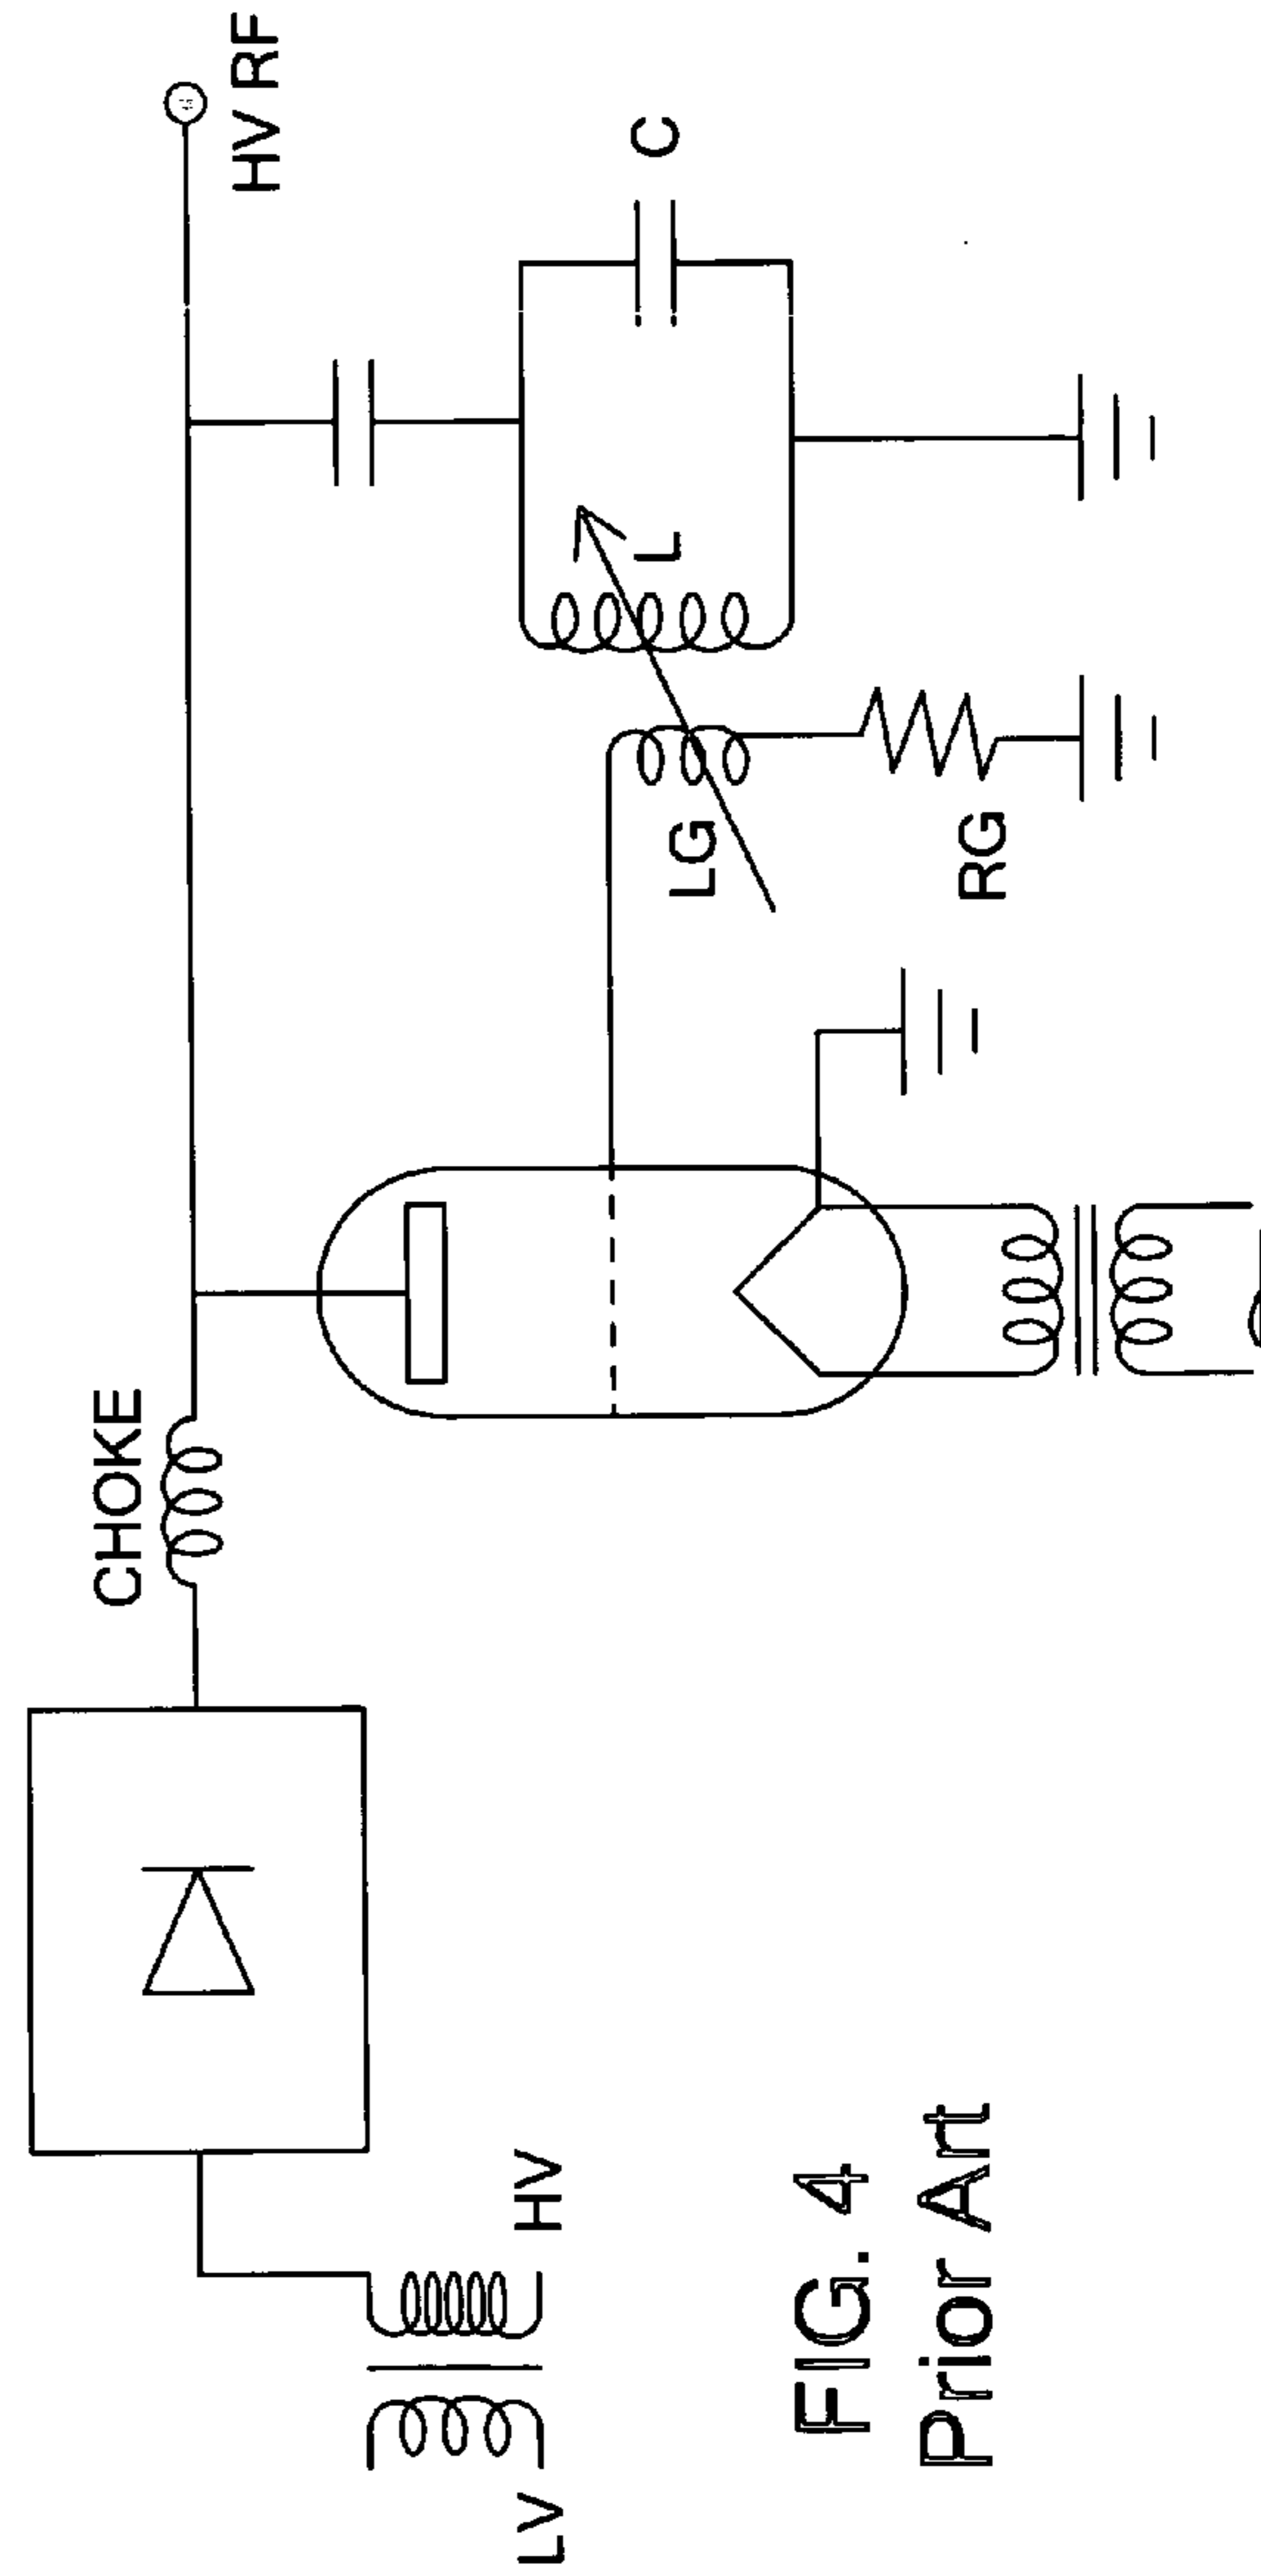 HV RF
C
L
LG
RG
CHOKE
HV
LV
FIG. 4
Prior Art